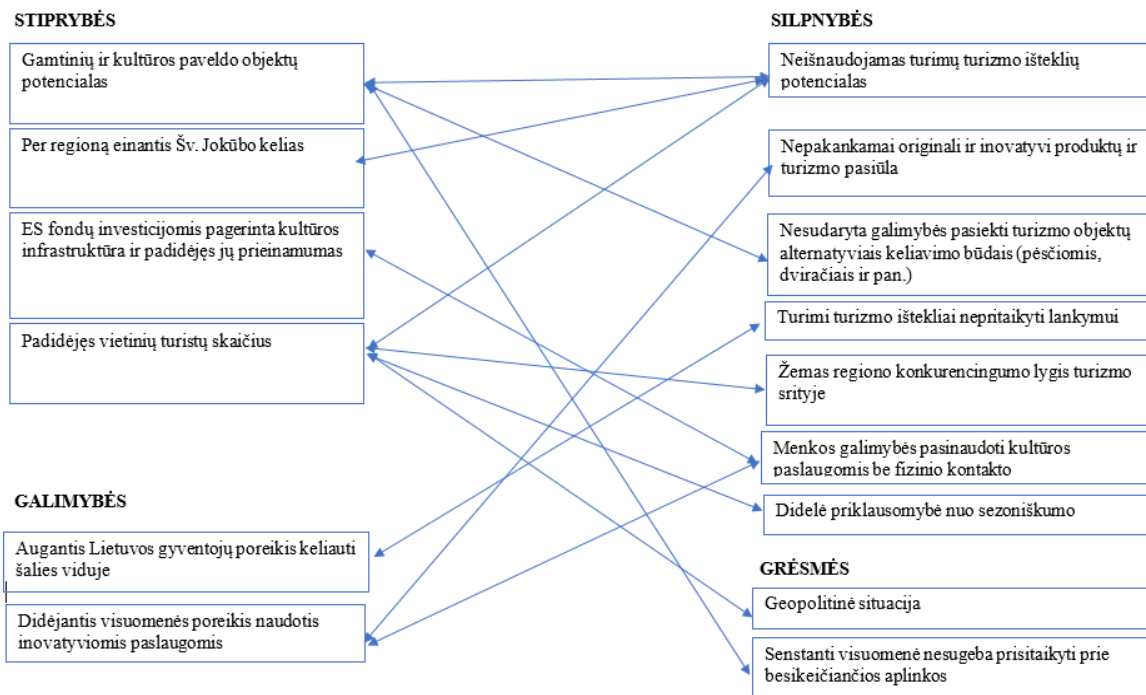 STIPRYBĖS
Gamtinių ir kultūros paveldo objektų
potencialas
Per regioną einantis Šv. Jokūbo kelias
ES fondų investicijomis pagerinta kultūros
infrastruktūra ir padidėjęs jų prieinamumas
Padidėjęs vietinių turistų skaičius
GALIMYBĖS
Augantis Lietuvos gyventojų poreikis keliauti
šalies viduje
Didėjantis visuomenės poreikis naudotis
inovatyviomis paslaugomis
SILPNYBĖS
Neišnaudojamas turimų turizmo išteklių
potencialas
Nepakankamai originali ir inovatyvi produktų ir
turizmo pasiūla
Nesudaryta galimybės pasiekti turizmo objektų
alternatyviais keliavimo būdais (pėsčiomis,
dviračiais ir pan.)
Turimi turizmo ištekliai nepritaikyti lankymui
Žemas regiono konkurencingumo lygis turizmo
srityje
Menkos galimybės pasinaudoti kultūros
paslaugomis be fizinio kontakto
Didelė priklausomybė nuo sezoniškumo
GRĖSMĖS
Geopolitinė situacija
Senstanti visuomenė nesugeba prisitaikyti prie
besikeičiančios aplinkos